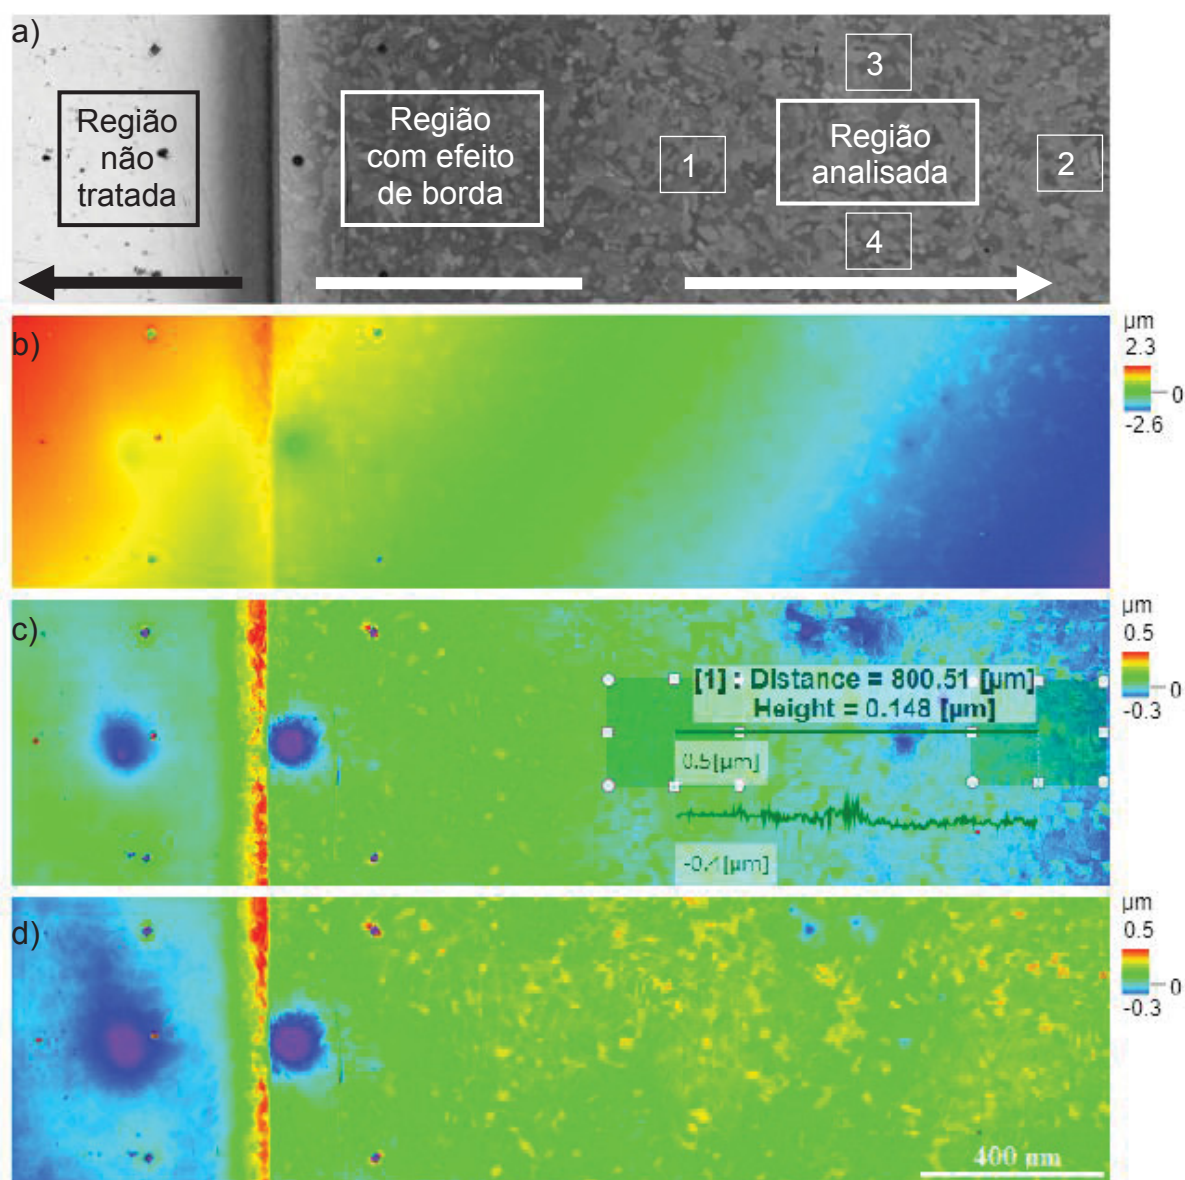 a)
Região
não
tratada
Região
com efeito
de borda
1
3
Região
analisada
4
2
b)
µm
2.3
0
-2.6
c)
[1] : Distance = 800.51 [µm]
Height = 0.148 [µm]
0.5[µm]
-0.4[µm]
µm
0.5
0
-0.3
d)
µm
0.5
0
-0.3
400 µm